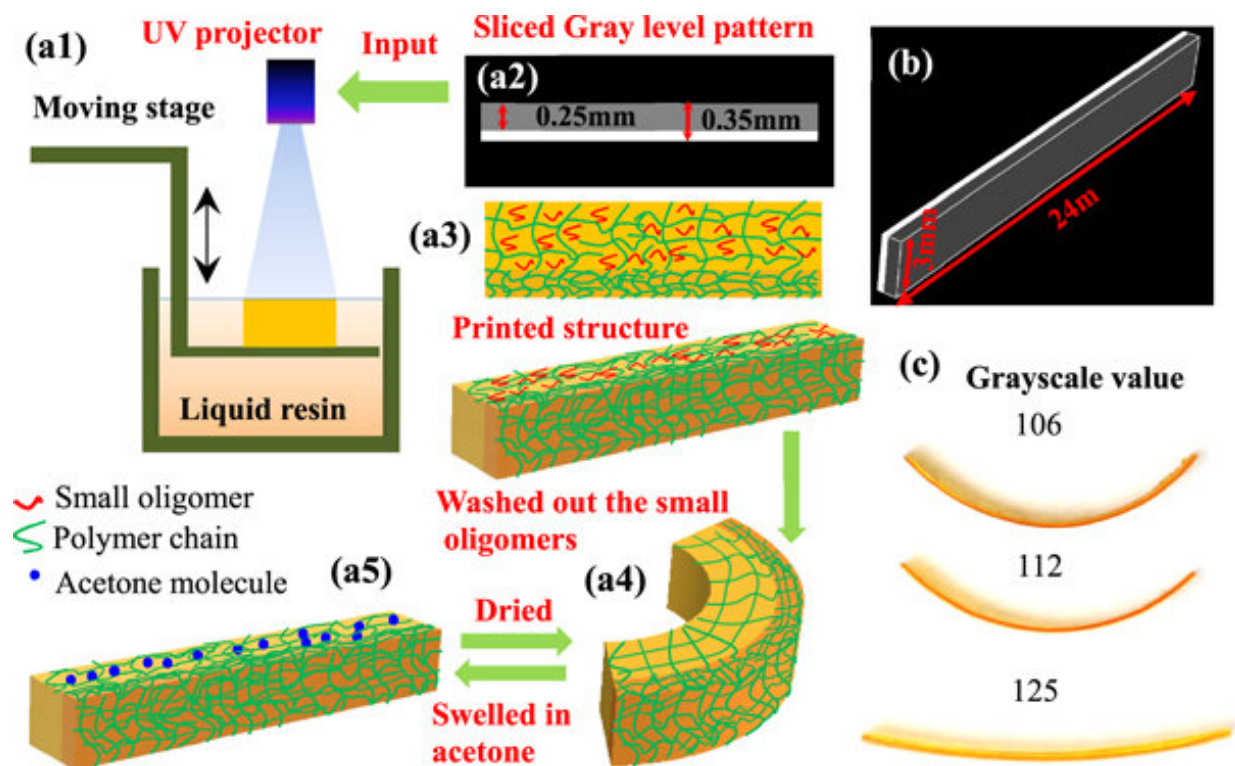 (a1)
UV projector
Input
Moving stage
Liquid resin
Sliced Gray level pattern
(a2)
0.25mm
0.35mm
(a3)
Printed structure
Washed out the small
oligomers
Small oligomer
Polymer chain
Acetone molecule
(a5)
Dried
Swelled in
acetone
(a4)
(b)
24m
3mm
(c)
Grayscale value
106
112
125